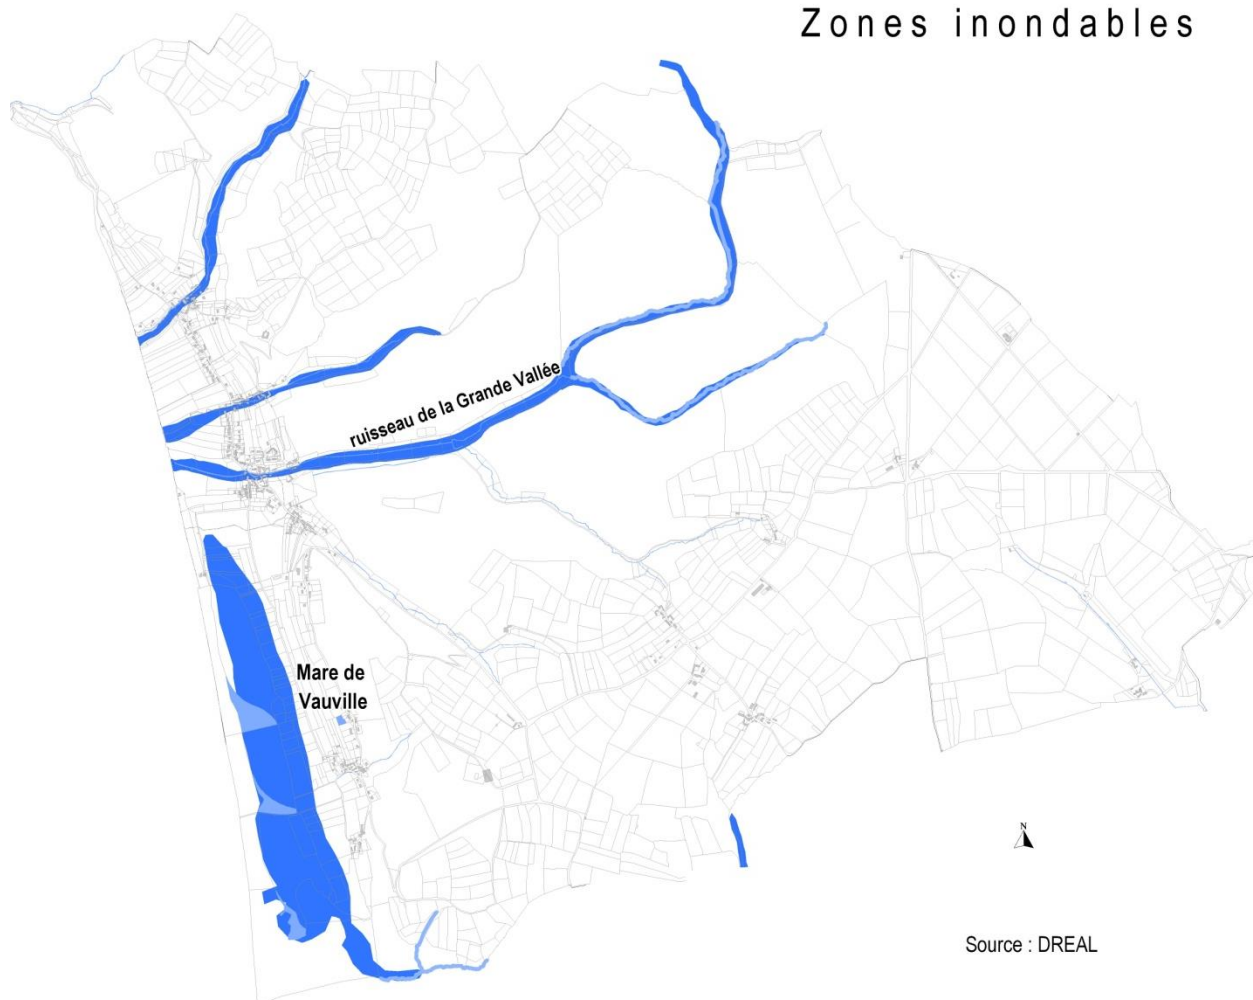 Zones inondables
ruisseau de la Grande Vallée
Mare de
Vauville
N
Source : DREAL